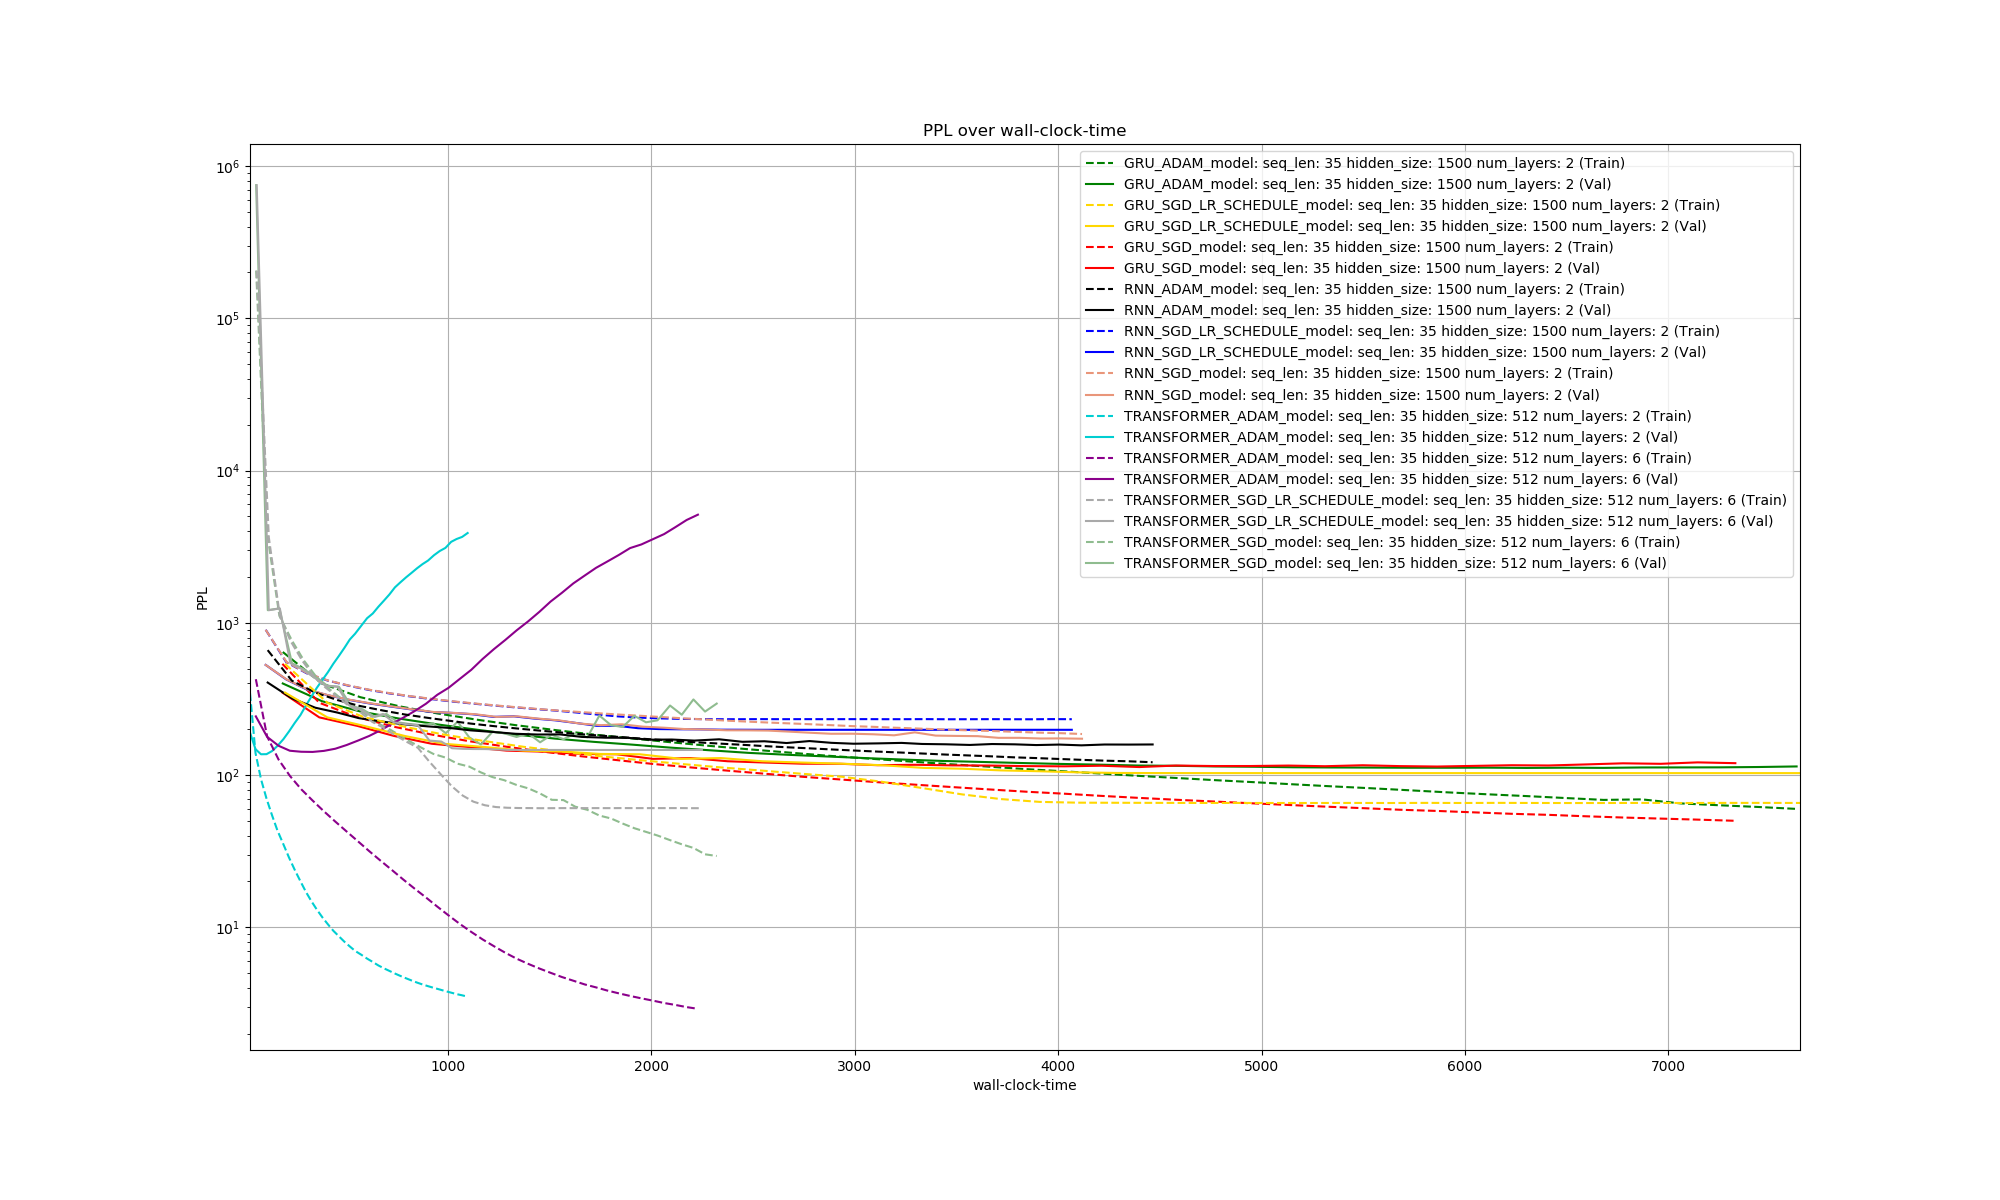 PPL over wall-clock-time
GRU_ADAM_model: seq_len: 35 hidden_size: 1500 num_layers: 2 (Train)
GRU_ADAM_model: seq_len: 35 hidden_size: 1500 num_layers: 2 (Val)
GRU_SGD_LR_SCHEDULE_model: seq_len: 35 hidden_size: 1500 num_layers: 2 (Train)
GRU_SGD_LR_SCHEDULE_model: seq_len: 35 hidden_size: 1500 num_layers: 2 (Val)
GRU_SGD_model: seq_len: 35 hidden_size: 1500 num_layers: 2 (Train)
GRU_SGD_model: seq_len: 35 hidden_size: 1500 num_layers: 2 (Val)
RNN_ADAM_model: seq_len: 35 hidden_size: 1500 num_layers: 2 (Train)
RNN_ADAM_model: seq_len: 35 hidden_size: 1500 num_layers: 2 (Val)
RNN_SGD_LR_SCHEDULE_model: seq_len: 35 hidden_size: 1500 num_layers: 2 (Train)
RNN_SGD_LR_SCHEDULE_model: seq_len: 35 hidden_size: 1500 num_layers: 2 (Val)
RNN_SGD_model: seq_len: 35 hidden_size: 1500 num_layers: 2 (Train)
RNN_SGD_model: seq_len: 35 hidden_size: 1500 num_layers: 2 (Val)
TRANSFORMER_ADAM_model: seq_len: 35 hidden_size: 512 num_layers: 2 (Train)
TRANSFORMER_ADAM_model: seq_len: 35 hidden_size: 512 num_layers: 2 (Val)
TRANSFORMER_ADAM_model: seq_len: 35 hidden_size: 512 num_layers: 6 (Train)
TRANSFORMER_ADAM_model: seq_len: 35 hidden_size: 512 num_layers: 6 (Val)
TRANSFORMER_SGD_LR_SCHEDULE_model: seq_len: 35 hidden_size: 512 num_layers: 6 (Train)
TRANSFORMER_SGD_LR_SCHEDULE_model: seq_len: 35 hidden_size: 512 num_layers: 6 (Val)
TRANSFORMER_SGD_model: seq_len: 35 hidden_size: 512 num_layers: 6 (Train)
TRANSFORMER_SGD_model: seq_len: 35 hidden_size: 512 num_layers: 6 (Val)
10⁶
10⁵
10⁴
10³
10²
10¹
PPL
1000 2000 3000 4000 5000 6000 7000
wall-clock-time